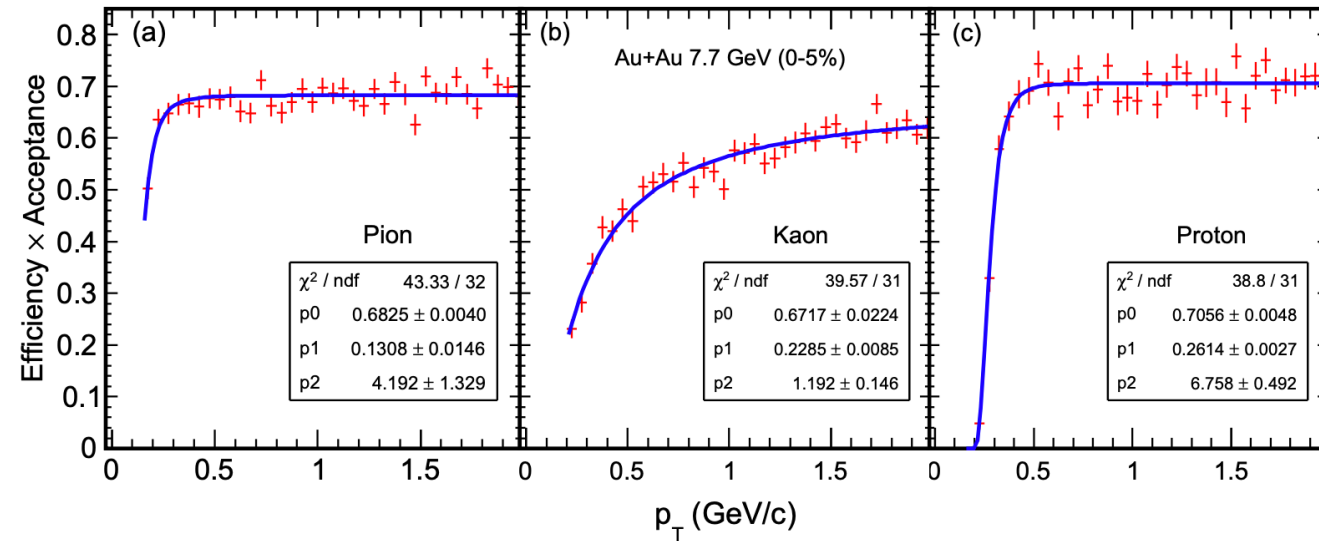 (a)
(b)
(c)
Au+Au 7.7 GeV (0-5%)
Efficiency × Acceptance
0.8
0.7
0.6
0.5
0.4
0.3
0.2
0.1
0
Pion
χ² / ndf 43.33 / 32
p0 0.6825 ± 0.0040
p1 0.1308 ± 0.0146
p2 4.192 ± 1.329
Kaon
χ² / ndf 39.57 / 31
p0 0.6717 ± 0.0224
p1 0.2285 ± 0.0085
p2 1.192 ± 0.146
Proton
χ² / ndf 38.8 / 31
p0 0.7056 ± 0.0048
p1 0.2614 ± 0.0027
p2 6.758 ± 0.492
0 0.5 1 1.5
0 0.5 1 1.5
0 0.5 1 1.5
p_T (GeV/c)